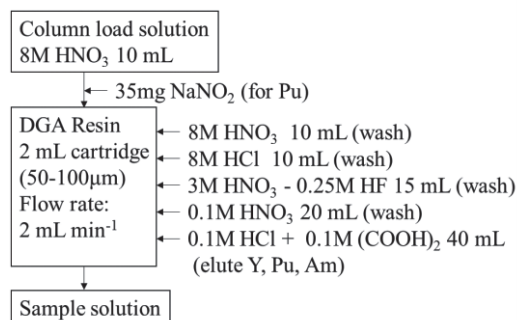 Column load solution
8M HNO₃ 10 mL
35mg NaNO₂ (for Pu)
DGA Resin
2 mL cartridge
(50-100μm)
Flow rate:
2 mL min⁻¹
8M HNO₃ 10 mL (wash)
8M HCl 10 mL (wash)
3M HNO₃ - 0.25M HF 15 mL (wash)
0.1M HNO₃ 20 mL (wash)
0.1M HCl + 0.1M (COOH)₂ 40 mL
(elute Y, Pu, Am)
Sample solution